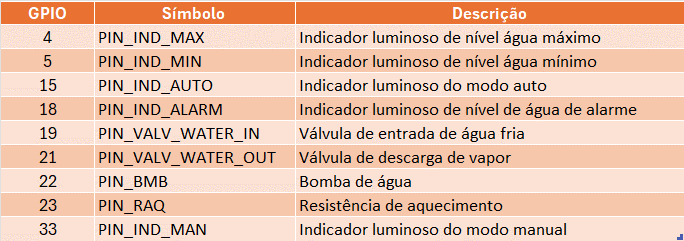 GPIO Símbolo Descrição
4 PIN_IND_MAX Indicador luminoso de nível água máximo
5 PIN_IND_MIN Indicador luminoso de nível água mínimo
15 PIN_IND_AUTO Indicador luminoso do modo auto
18 PIN_IND_ALARM Indicador luminoso de nível de água de alarme
19 PIN_VALV_WATER_IN Válvula de entrada de água fria
21 PIN_VALV_WATER_OUT Válvula de descarga de vapor
22 PIN_BMB Bomba de água
23 PIN_RAQ Resistência de aquecimento
33 PIN_IND_MAN Indicador luminoso do modo manual